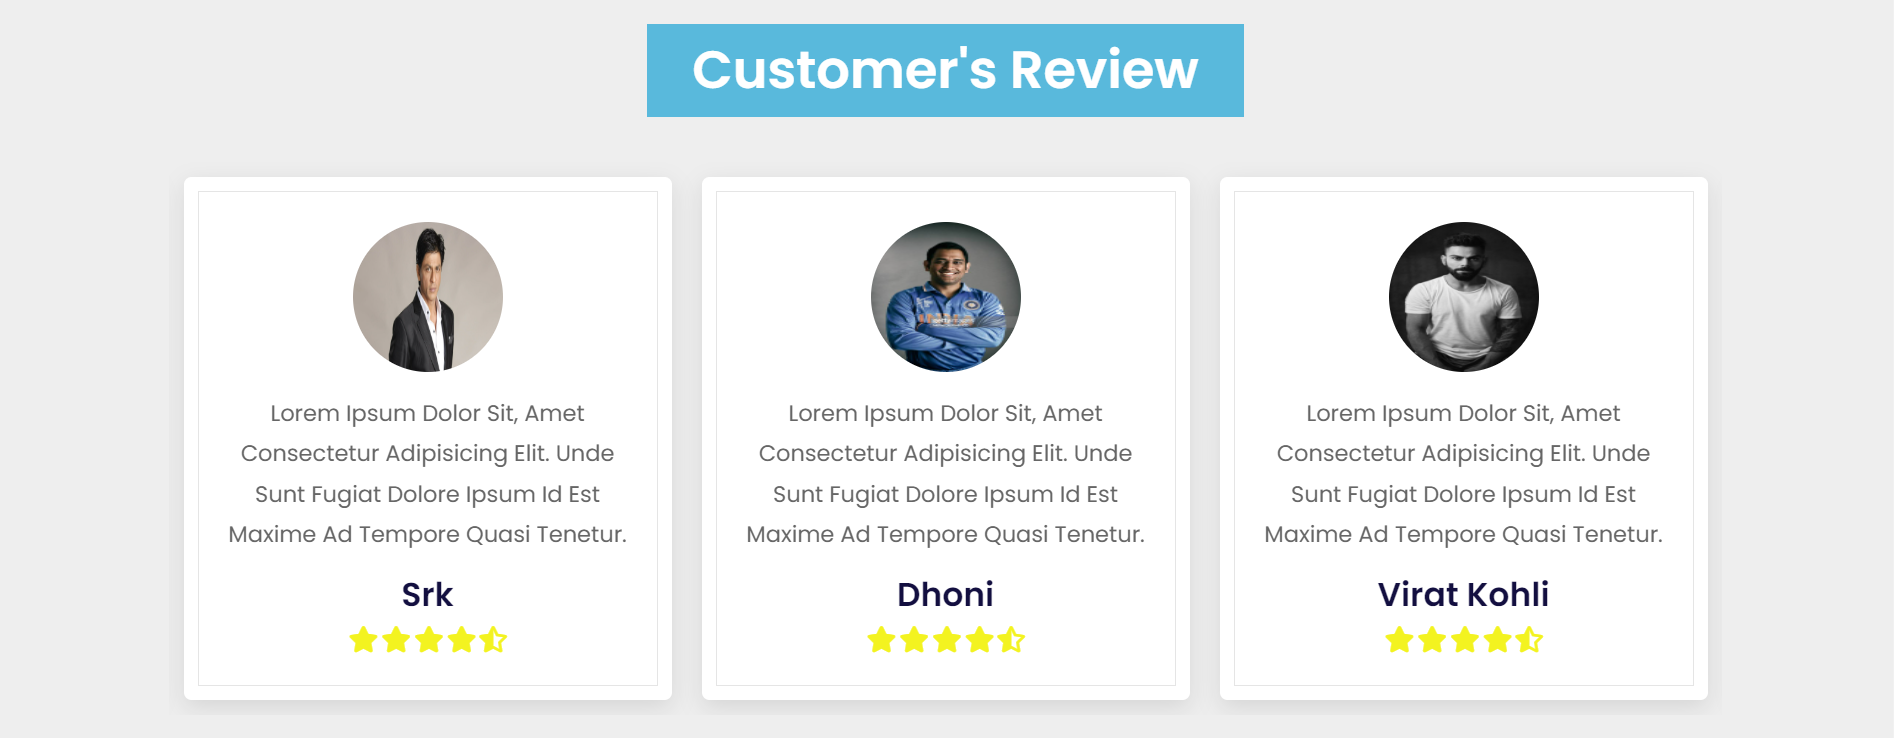 Customer's Review
Lorem Ipsum Dolor Sit, Amet
Consectetur Adipisicing Elit. Unde
Sunt Fugiat Dolore Ipsum Id Est
Maxime Ad Tempore Quasi Tenetur.
Srk
Lorem Ipsum Dolor Sit, Amet
Consectetur Adipisicing Elit. Unde
Sunt Fugiat Dolore Ipsum Id Est
Maxime Ad Tempore Quasi Tenetur.
Dhoni
Lorem Ipsum Dolor Sit, Amet
Consectetur Adipisicing Elit. Unde
Sunt Fugiat Dolore Ipsum Id Est
Maxime Ad Tempore Quasi Tenetur.
Virat Kohli